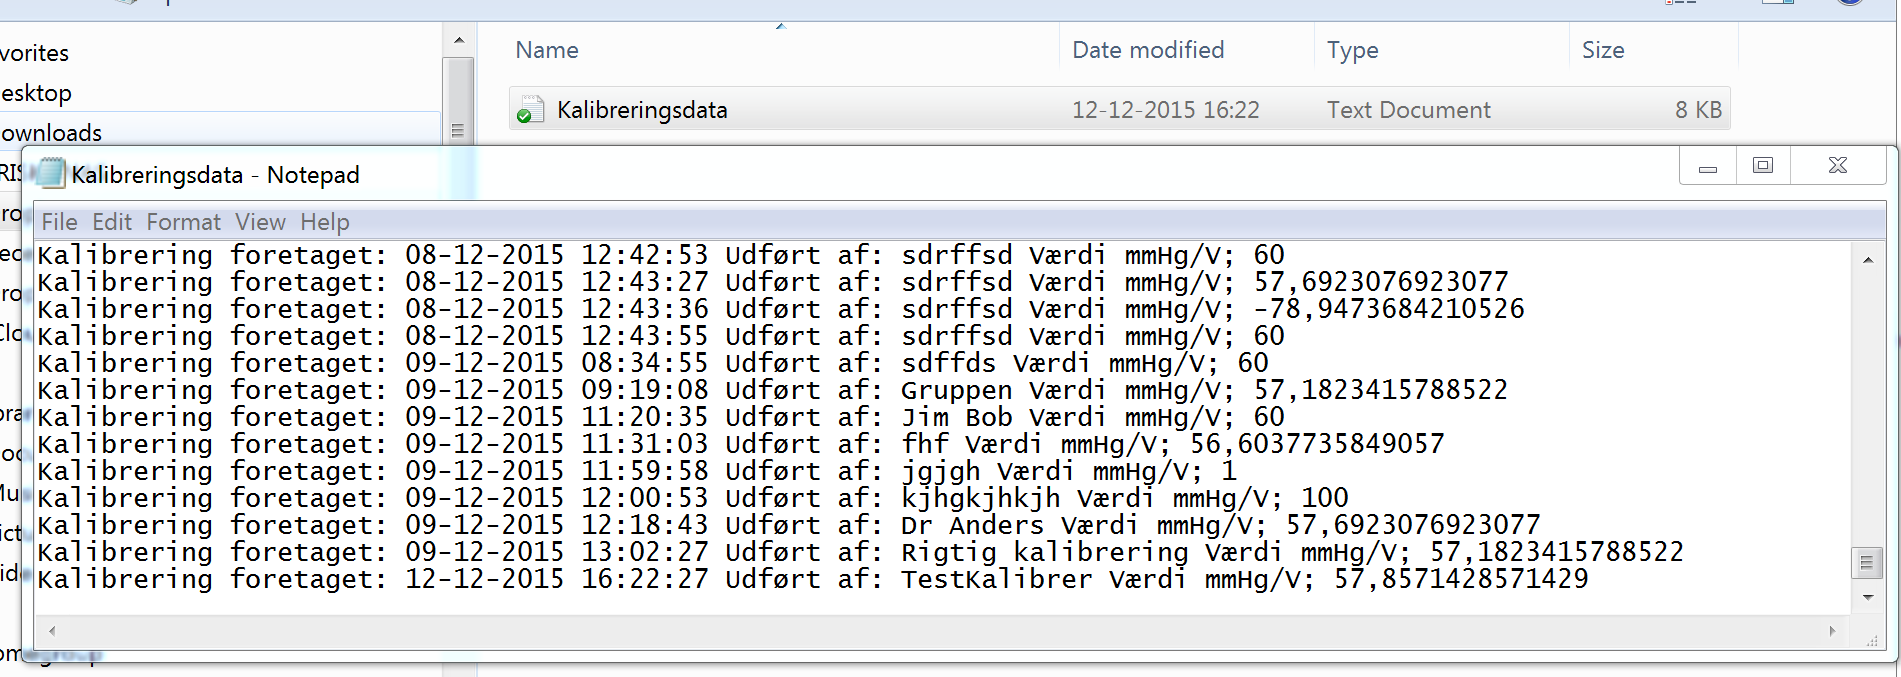 Name Date modified Type Size
vorites
esktop
Kalibreringsdata 12-12-2015 16:22 Text Document 8 KB
ownloads
Kalibreringsdata - Notepad
File Edit Format View Help
Kalibrering foretaget: 08-12-2015 12:42:53 Udført af: sdrffsd Værdi mmHg/V; 60
Kalibrering foretaget: 08-12-2015 12:43:27 Udført af: sdrffsd Værdi mmHg/V; 57,6923076923077
Kalibrering foretaget: 08-12-2015 12:43:36 Udført af: sdrffsd Værdi mmHg/V; -78,9473684210526
Kalibrering foretaget: 08-12-2015 12:43:55 Udført af: sdrffsd Værdi mmHg/V; 60
Kalibrering foretaget: 09-12-2015 08:34:55 Udført af: sdffds Værdi mmHg/V; 60
Kalibrering foretaget: 09-12-2015 09:19:08 Udført af: Gruppen Værdi mmHg/V; 57,1823415788522
Kalibrering foretaget: 09-12-2015 11:20:35 Udført af: Jim Bob Værdi mmHg/V; 60
Kalibrering foretaget: 09-12-2015 11:31:03 Udført af: fhf Værdi mmHg/V; 56,6037735849057
Kalibrering foretaget: 09-12-2015 11:59:58 Udført af: jgjgh Værdi mmHg/V; 1
Kalibrering foretaget: 09-12-2015 12:00:53 Udført af: kjhgkjhkjh Værdi mmHg/V; 100
Kalibrering foretaget: 09-12-2015 12:18:43 Udført af: Dr Anders Værdi mmHg/V; 57,6923076923077
Kalibrering foretaget: 09-12-2015 13:02:27 Udført af: Rigtig kalibrering Værdi mmHg/V; 57,1823415788522
Kalibrering foretaget: 12-12-2015 16:22:27 Udført af: TestKalibrer Værdi mmHg/V; 57,8571428571429